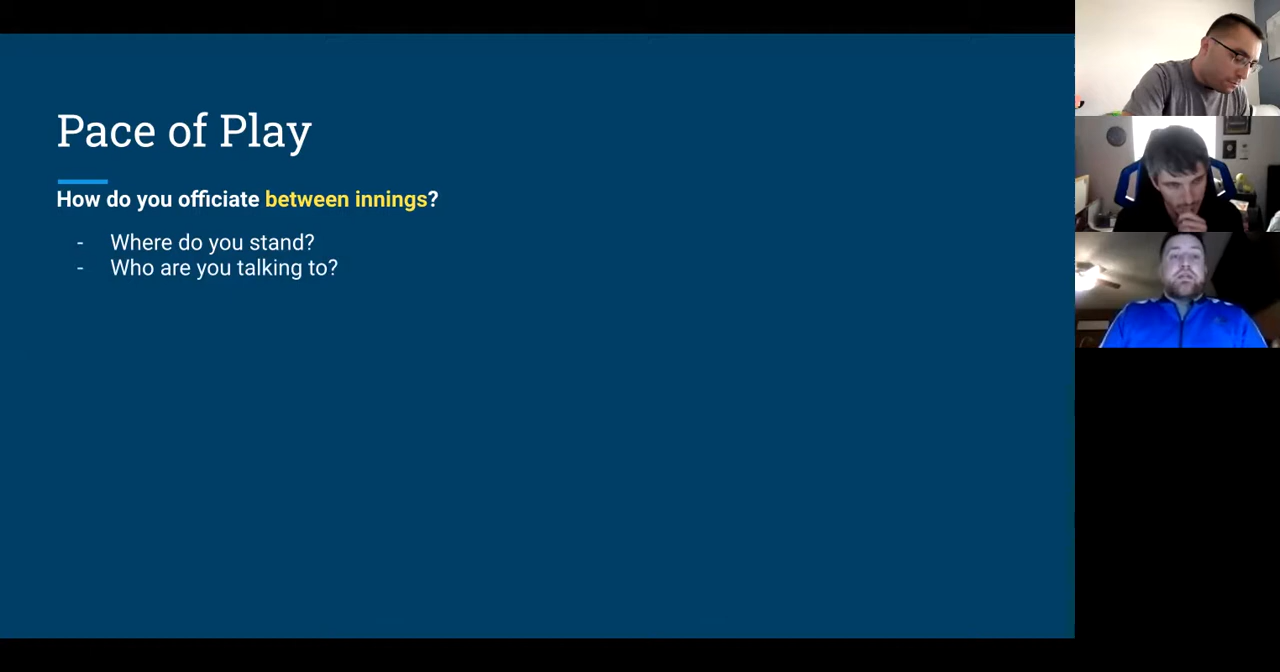 Pace of Play
How do you officiate between innings?
- Where do you stand?
- Who are you talking to?